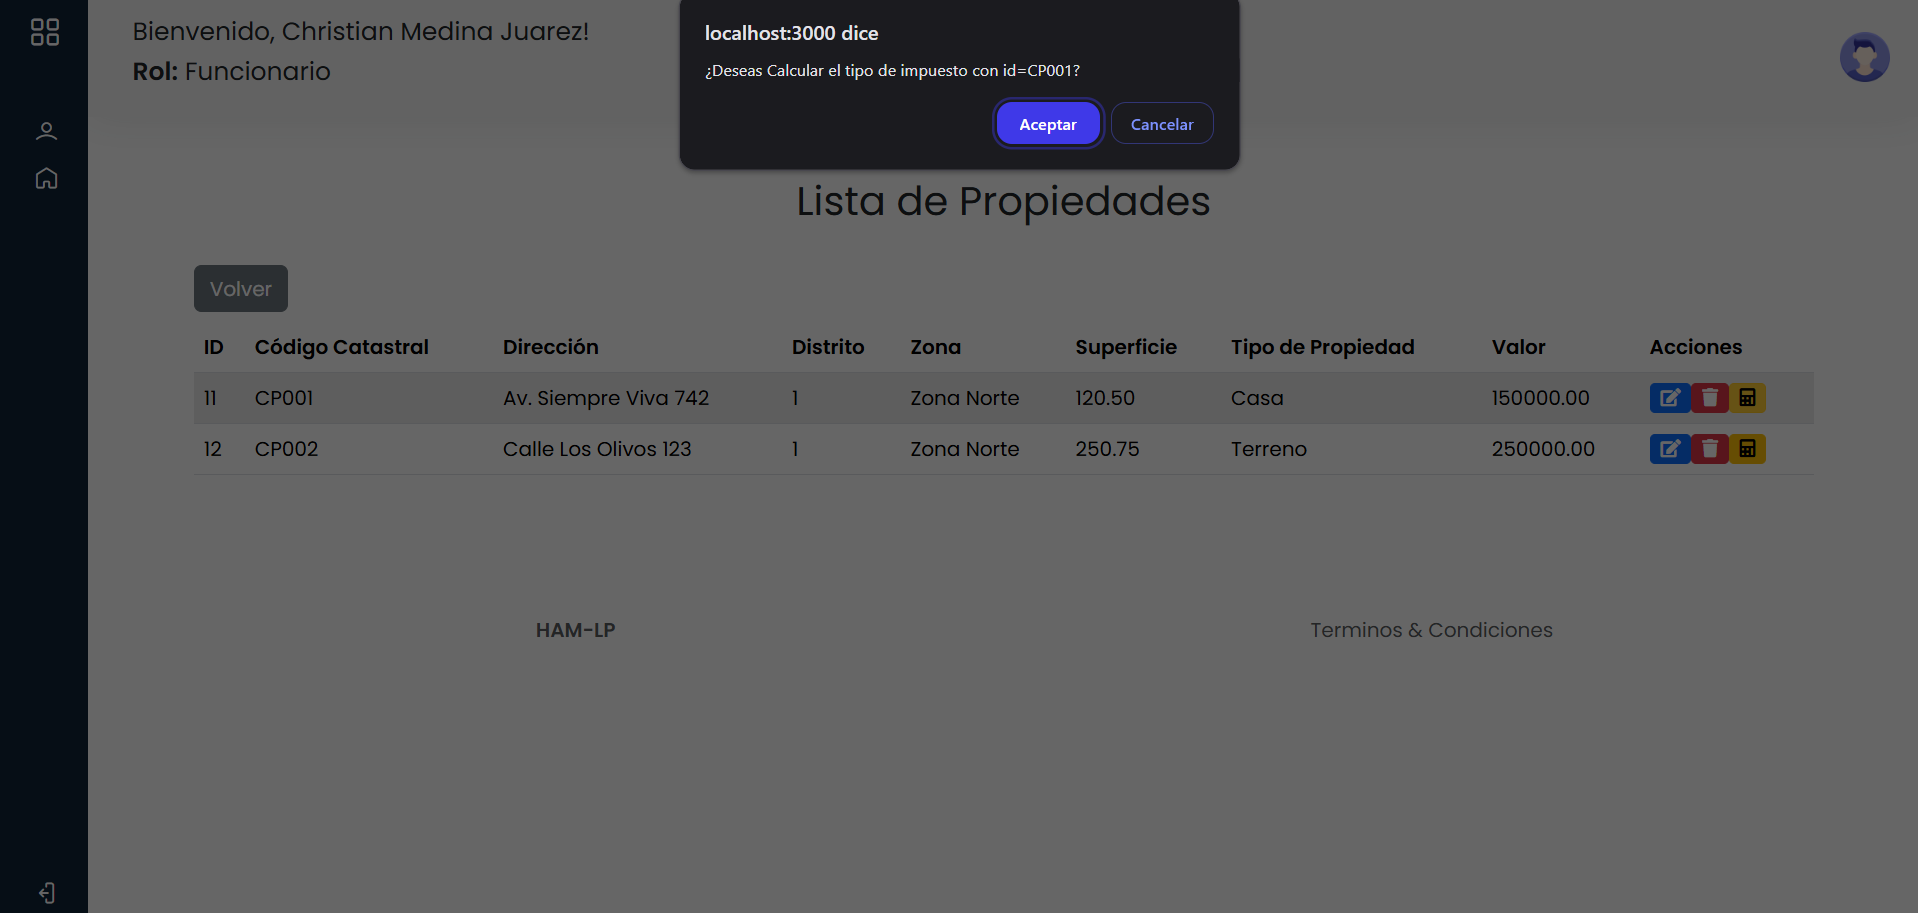 Bienvenido, Christian Medina Juarez!
Rol: Funcionario
localhost:3000 dice
¿Deseas Calcular el tipo de impuesto con id=CP001?
Aceptar Cancelar
Lista de Propiedades
Volver
ID Código Catastral Dirección Distrito Zona Superficie Tipo de Propiedad Valor Acciones
11 CP001 Av. Siempre Viva 742 1 Zona Norte 120.50 Casa 150000.00
12 CP002 Calle Los Olivos 123 1 Zona Norte 250.75 Terreno 250000.00
HAM-LP Terminos & Condiciones